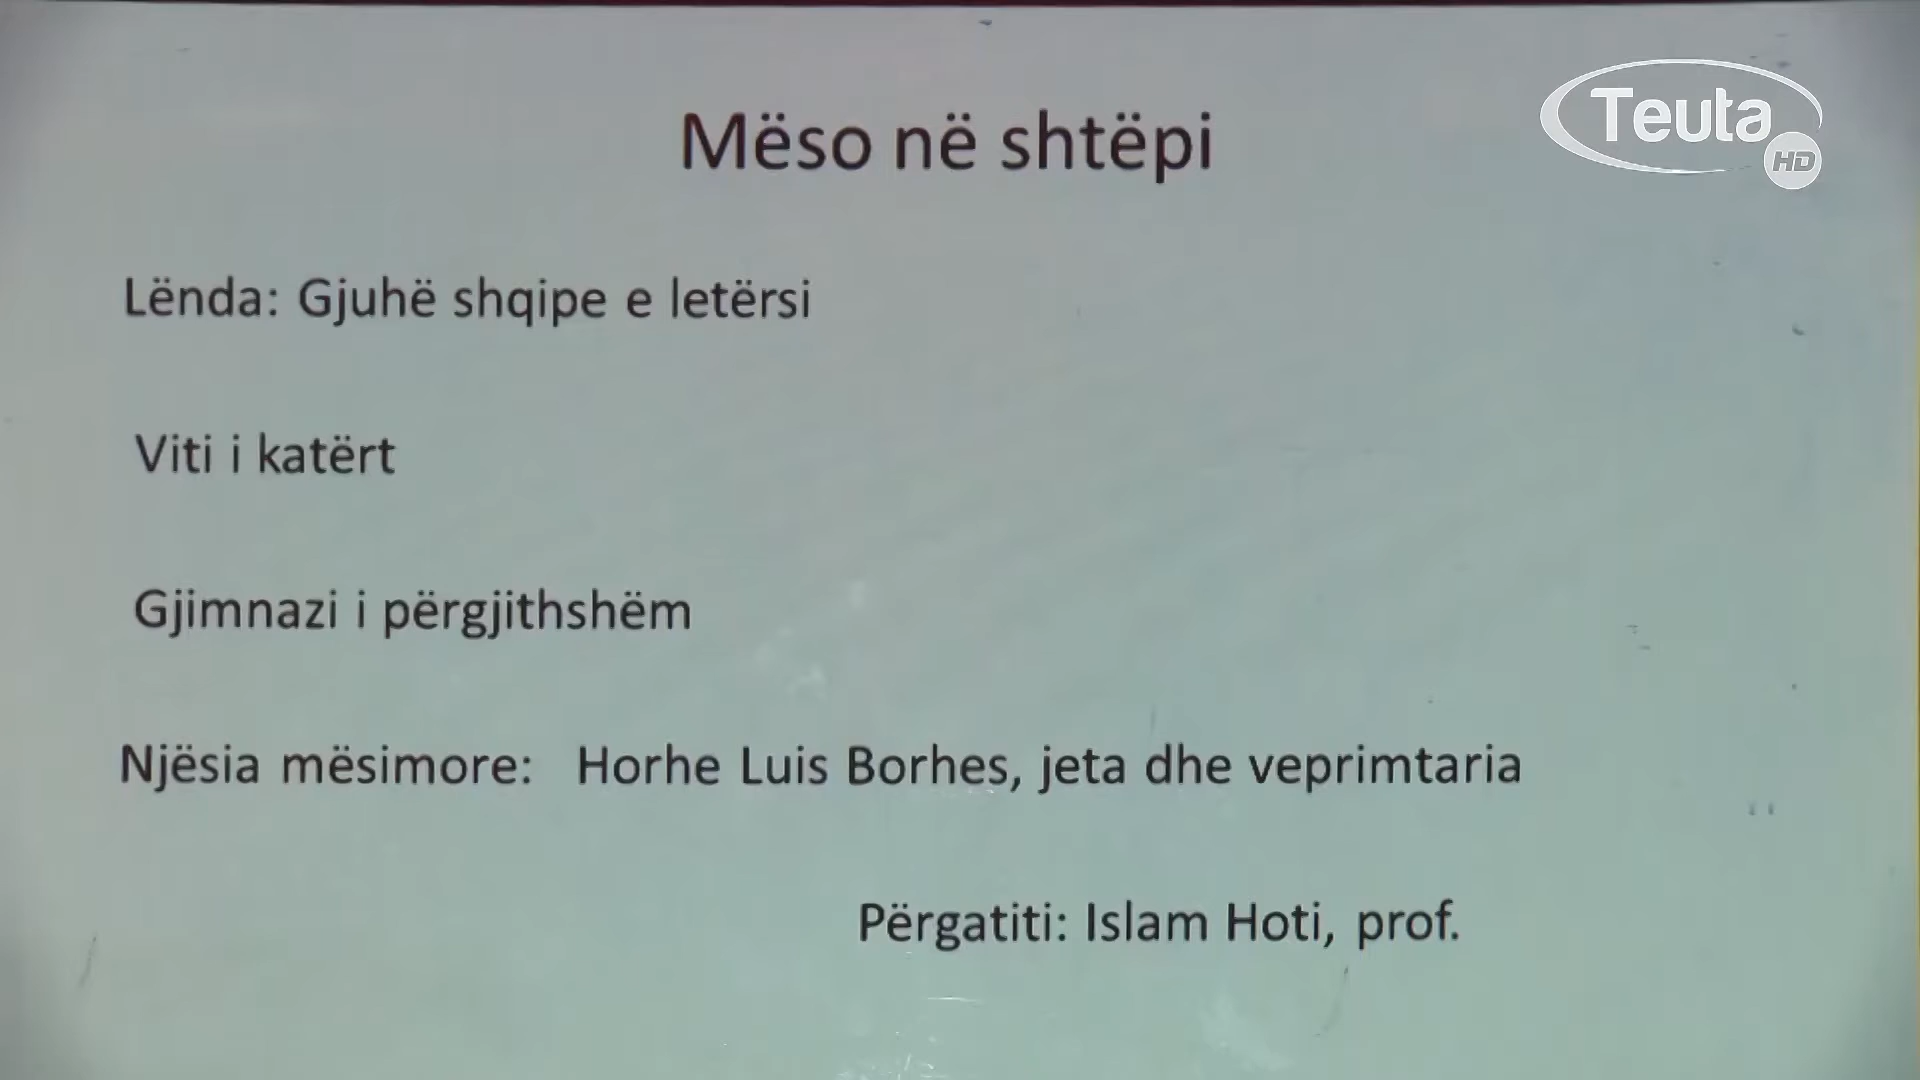 Teuta
HD
Mëso në shtëpi
Lënda: Gjuhë shqipe e letërsi
Viti i katërt
Gjimnazi i përgjithshëm
Njësia mësimore: Horhe Luis Borhes, jeta dhe veprimtaria
Përgatiti: Islam Hoti, prof.